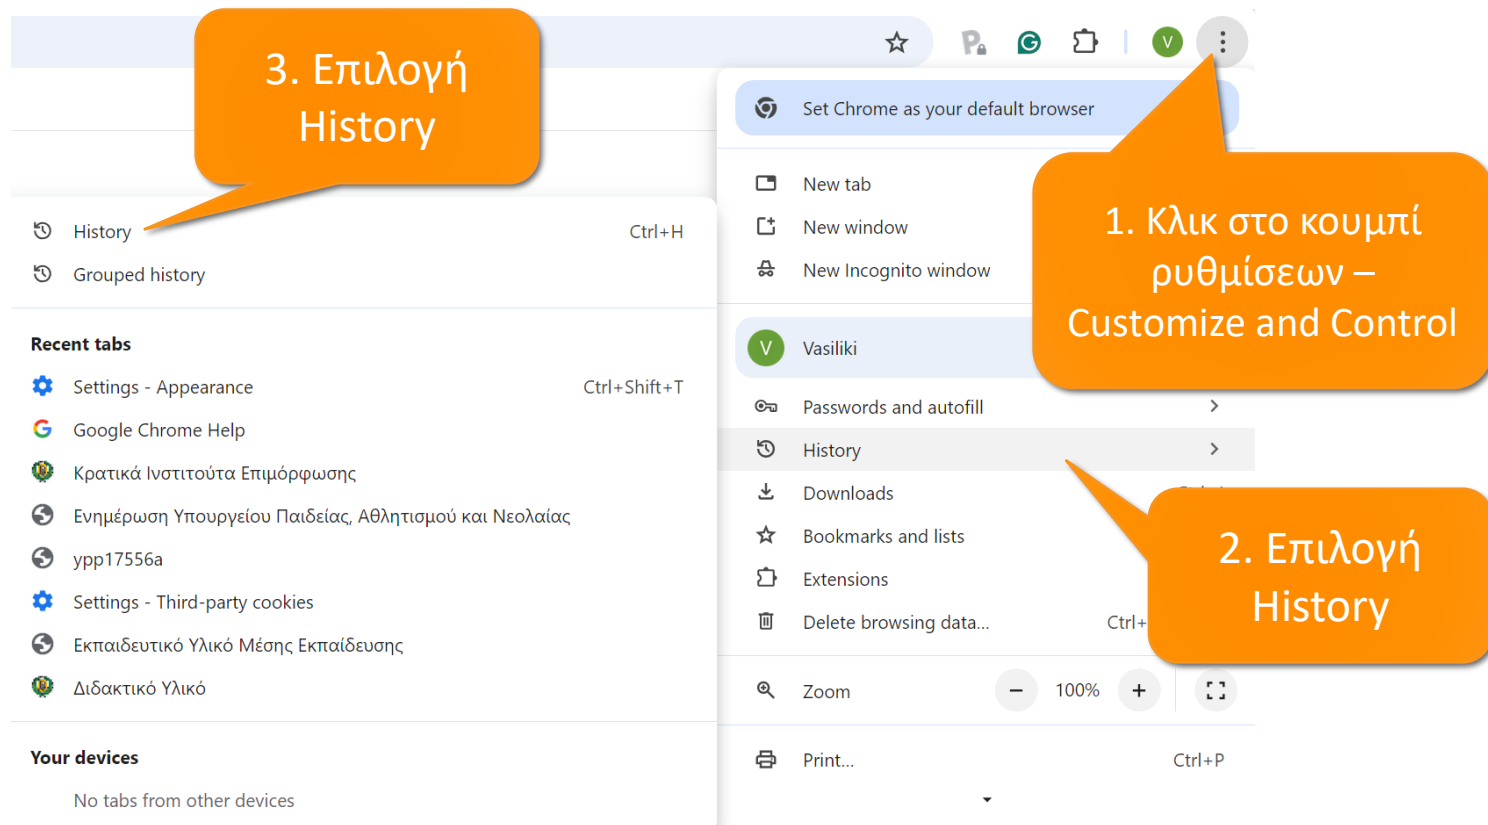 3. Επιλογή
History
V
Set Chrome as your default browser
New tab
New window
New Incognito window
1. Κλικ στο κουμπί
ρυθμίσεων –
Customize and Control
History Ctrl+H
Grouped history
Recent tabs
Settings - Appearance Ctrl+Shift+T
Google Chrome Help
Κρατικά Ινστιτούτα Επιμόρφωσης
Ενημέρωση Υπουργείου Παιδείας, Αθλητισμού και Νεολαίας
ypp17556a
Settings - Third-party cookies
Εκπαιδευτικό Υλικό Μέσης Εκπαίδευσης
Διδακτικό Υλικό
Your devices
No tabs from other devices
V Vasiliki
Passwords and autofill
History
Downloads
Bookmarks and lists
Extensions
Delete browsing data... Ctrl+
2. Επιλογή
History
Zoom − 100% +
Print... Ctrl+P